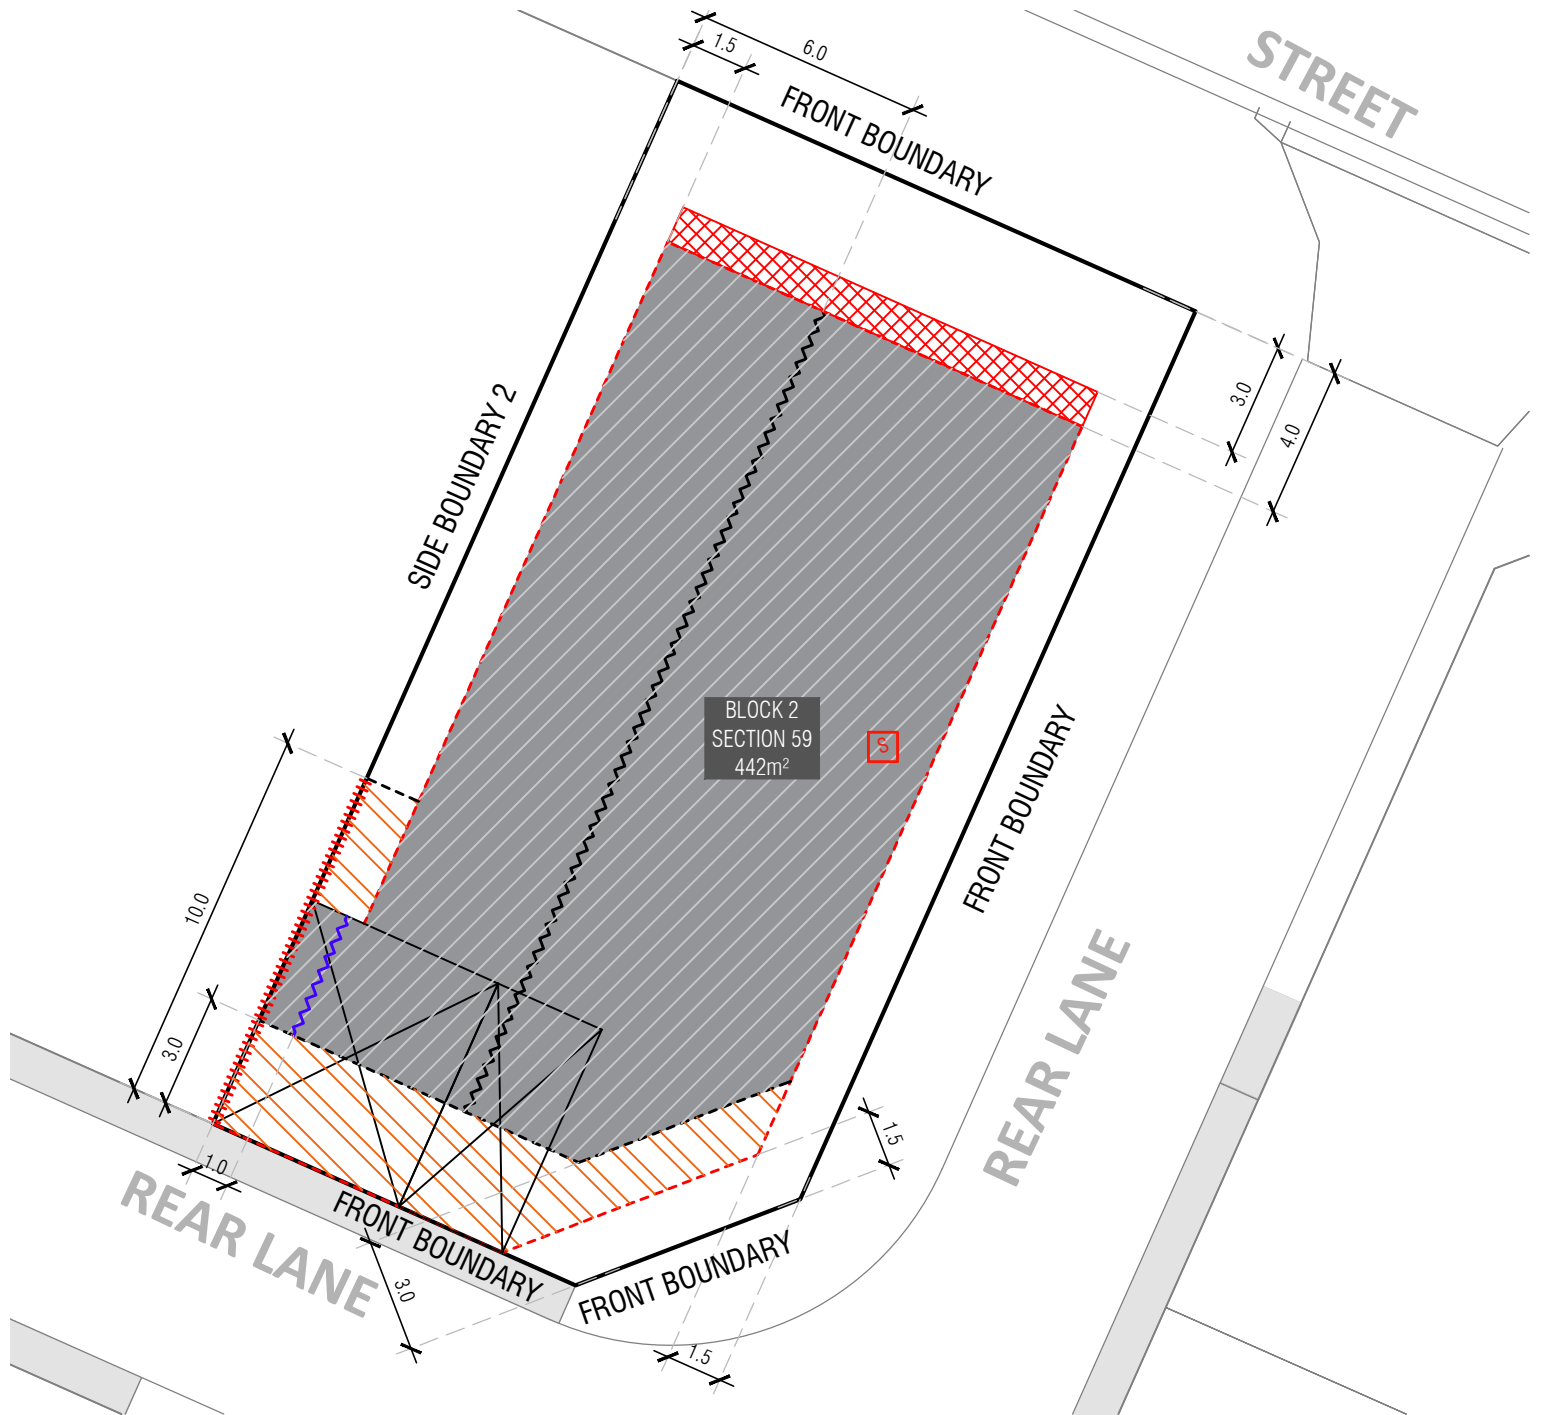 STREET
6.0
1.5
FRONT BOUNDARY
3.0
4.0
SIDE BOUNDARY 2
BLOCK 2
SECTION 59
442m²
S
FRONT BOUNDARY
10.0
3.0
REAR LANE
1.5
1.0
REAR LANE
FRONT BOUNDARY
FRONT BOUNDARY
3.0
1.5